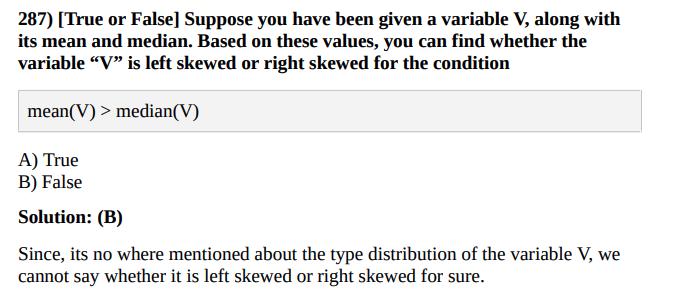 287) [True or False] Suppose you have been given a variable V, along with
its mean and median. Based on these values, you can find whether the
variable “V” is left skewed or right skewed for the condition
mean(V) > median(V)
A) True
B) False
Solution: (B)
Since, its no where mentioned about the type distribution of the variable V, we
cannot say whether it is left skewed or right skewed for sure.